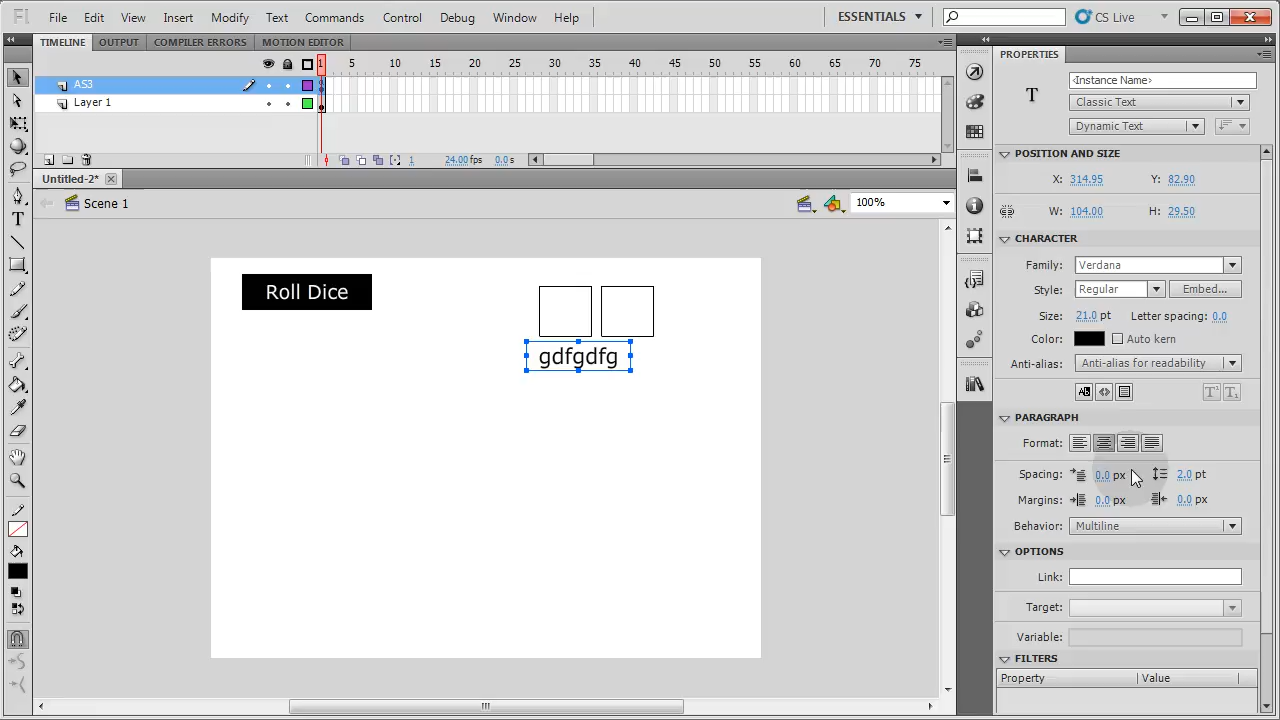 Fl File Edit View Insert Modify Text Commands Control Debug Window Help ESSENTIALS CS Live
TIMELINE OUTPUT COMPILER ERRORS MOTION EDITOR
1 5 10 15 20 25 30 35 40 45 50 55 60 65 70 75
AS3
Layer 1
1 24.00 fps 0.0 s
Untitled-2*
Scene 1 100%
Roll Dice
gdfgdfg
PROPERTIES
T
<Instance Name>
Classic Text
Dynamic Text
POSITION AND SIZE
X: 314.95 Y: 82.90
W: 104.00 H: 29.50
CHARACTER
Family: Verdana
Style: Regular Embed...
Size: 21.0 pt Letter spacing: 0.0
Color: Auto kern
Anti-alias: Anti-alias for readability
PARAGRAPH
Format:
Spacing: 0.0 px 2.0 pt
Margins: 0.0 px 0.0 px
Behavior: Multiline
OPTIONS
Link:
Target:
Variable:
FILTERS
Property Value